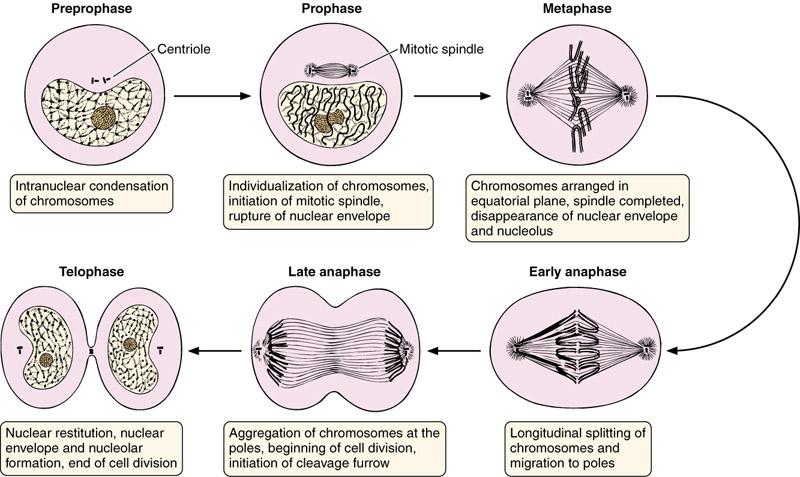 Preprophase
Prophase
Metaphase
Centriole
Mitotic spindle
Intranuclear condensation
of chromosomes
Individualization of chromosomes,
initiation of mitotic spindle,
rupture of nuclear envelope
Chromosomes arranged in
equatorial plane, spindle completed,
disappearance of nuclear envelope
and nucleolus
Telophase
Late anaphase
Early anaphase
Nuclear restitution, nuclear
envelope and nucleolar
formation, end of cell division
Aggregation of chromosomes at the
poles, beginning of cell division,
initiation of cleavage furrow
Longitudinal splitting of
chromosomes and
migration to poles